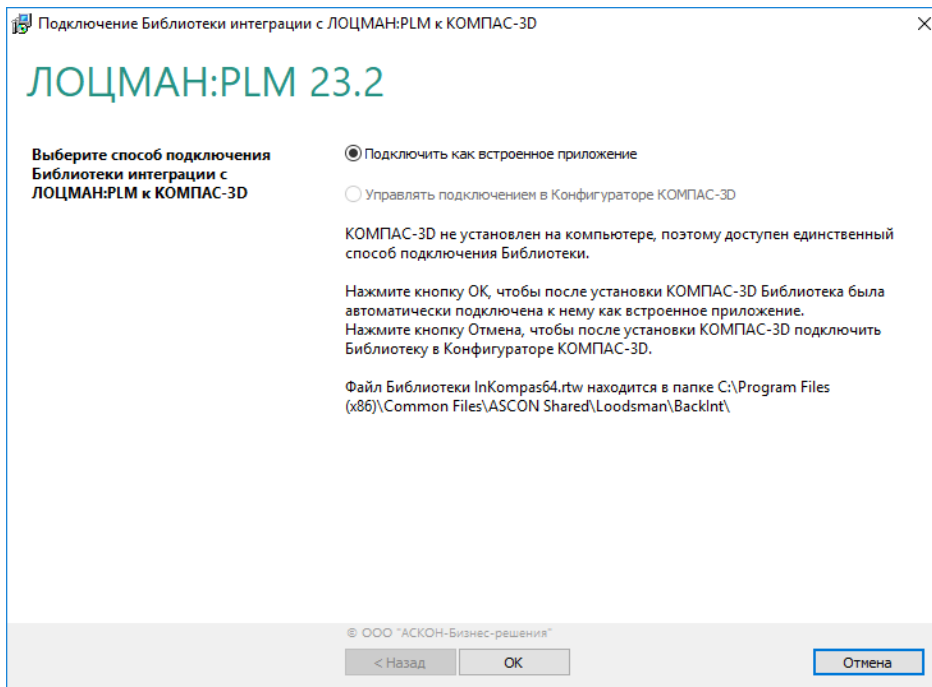 Подключение Библиотеки интеграции с ЛОЦМАН:PLM к КОМПАС-3D
ЛОЦМАН:PLM 23.2
Выберите способ подключения
Библиотеки интеграции с
ЛОЦМАН:PLM к КОМПАС-3D
Подключить как встроенное приложение
Управлять подключением в Конфигураторе КОМПАС-3D
КОМПАС-3D не установлен на компьютере, поэтому доступен единственный
способ подключения Библиотеки.
Нажмите кнопку ОК, чтобы после установки КОМПАС-3D Библиотека была
автоматически подключена к нему как встроенное приложение.
Нажмите кнопку Отмена, чтобы после установки КОМПАС-3D подключить
Библиотеку в Конфигураторе КОМПАС-3D.
Файл Библиотеки InKompas64.rtw находится в папке C:\Program Files
(x86)\Common Files\ASCON Shared\Loodsman\BackInt\
© ООО "АСКОН-Бизнес-решения"
< Назад
ОК
Отмена